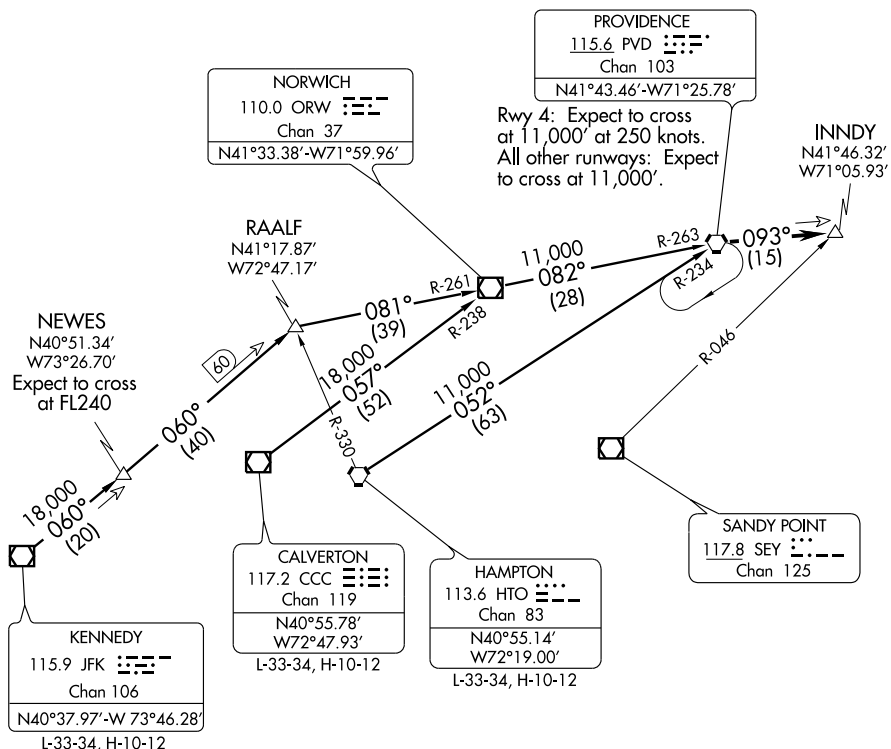 PROVIDENCE
115.6 PVD
Chan 103
N41°43.46’-W71°25.78’
NORWICH
110.0 ORW
Chan 37
N41°33.38’-W71°59.96’
Rwy 4: Expect to cross
at 11,000’ at 250 knots.
All other runways: Expect
to cross at 11,000’.
INNDY
N41°46.32’
W71°05.93’
RAALF
N41°17.87’
W72°47.17’
NEWES
N40°51.34’
W73°26.70’
Expect to cross
at FL240
R-261
081°
(39)
R-238
11,000
082°
(28)
R-263
R-234
093°
(15)
60
060°
(40)
18,000
057°
(52)
11,000
052°
(63)
R-330
R-046
18,000
060°
(20)
CALVERTON
117.2 CCC
Chan 119
N40°55.78’
W72°47.93’
L-33-34, H-10-12
HAMPTON
113.6 HTO
Chan 83
N40°55.14’
W72°19.00’
L-33-34, H-10-12
SANDY POINT
117.8 SEY
Chan 125
KENNEDY
115.9 JFK
Chan 106
N40°37.97’-W 73°46.28’
L-33-34, H-10-12